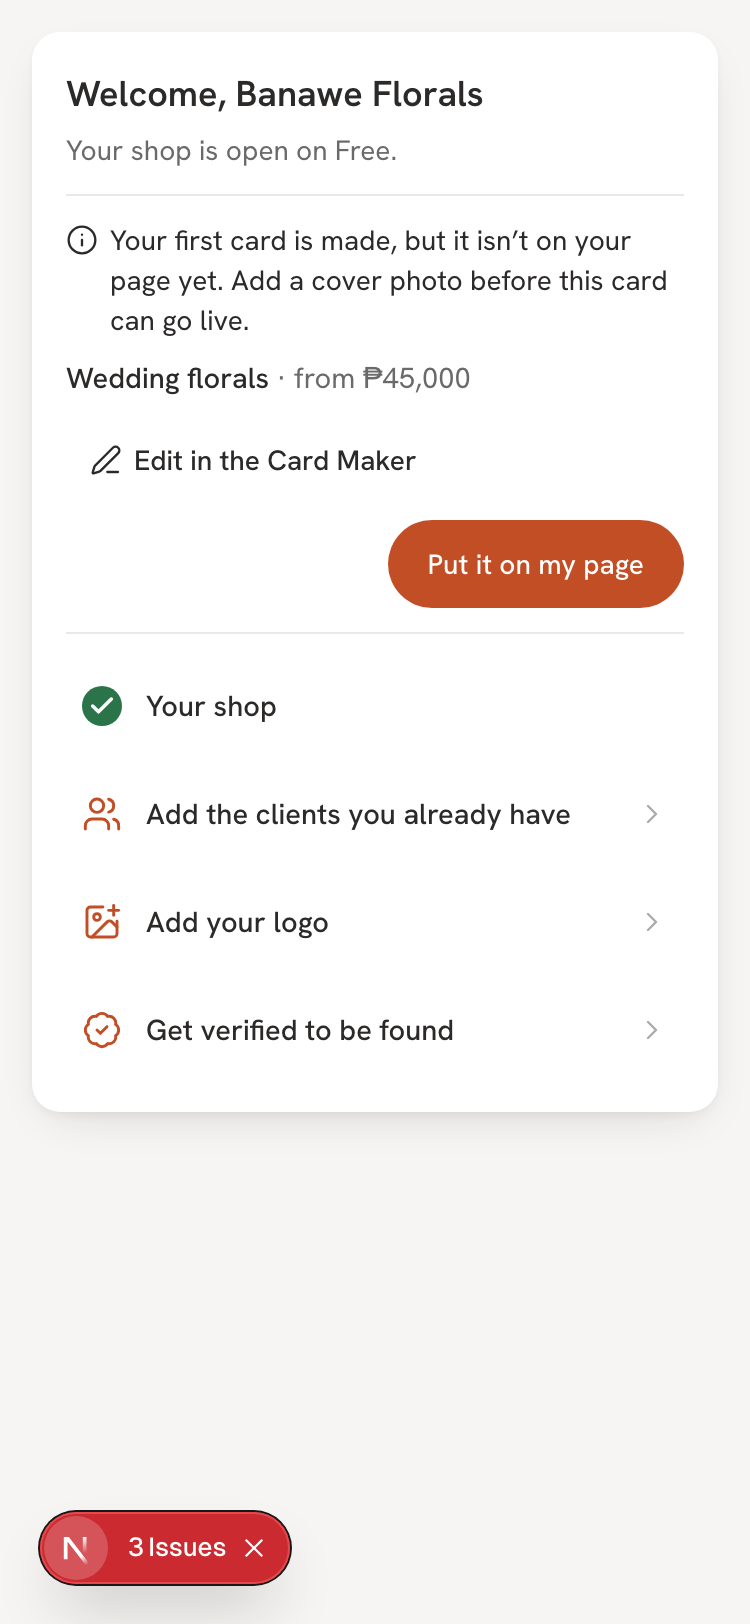 Welcome, Banawe Florals
Your shop is open on Free.
Your first card is made, but it isn’t on your
page yet. Add a cover photo before this card
can go live.
Wedding florals · from ₱45,000
Edit in the Card Maker
Put it on my page
Your shop
Add the clients you already have
Add your logo
Get verified to be found
N 3 Issues